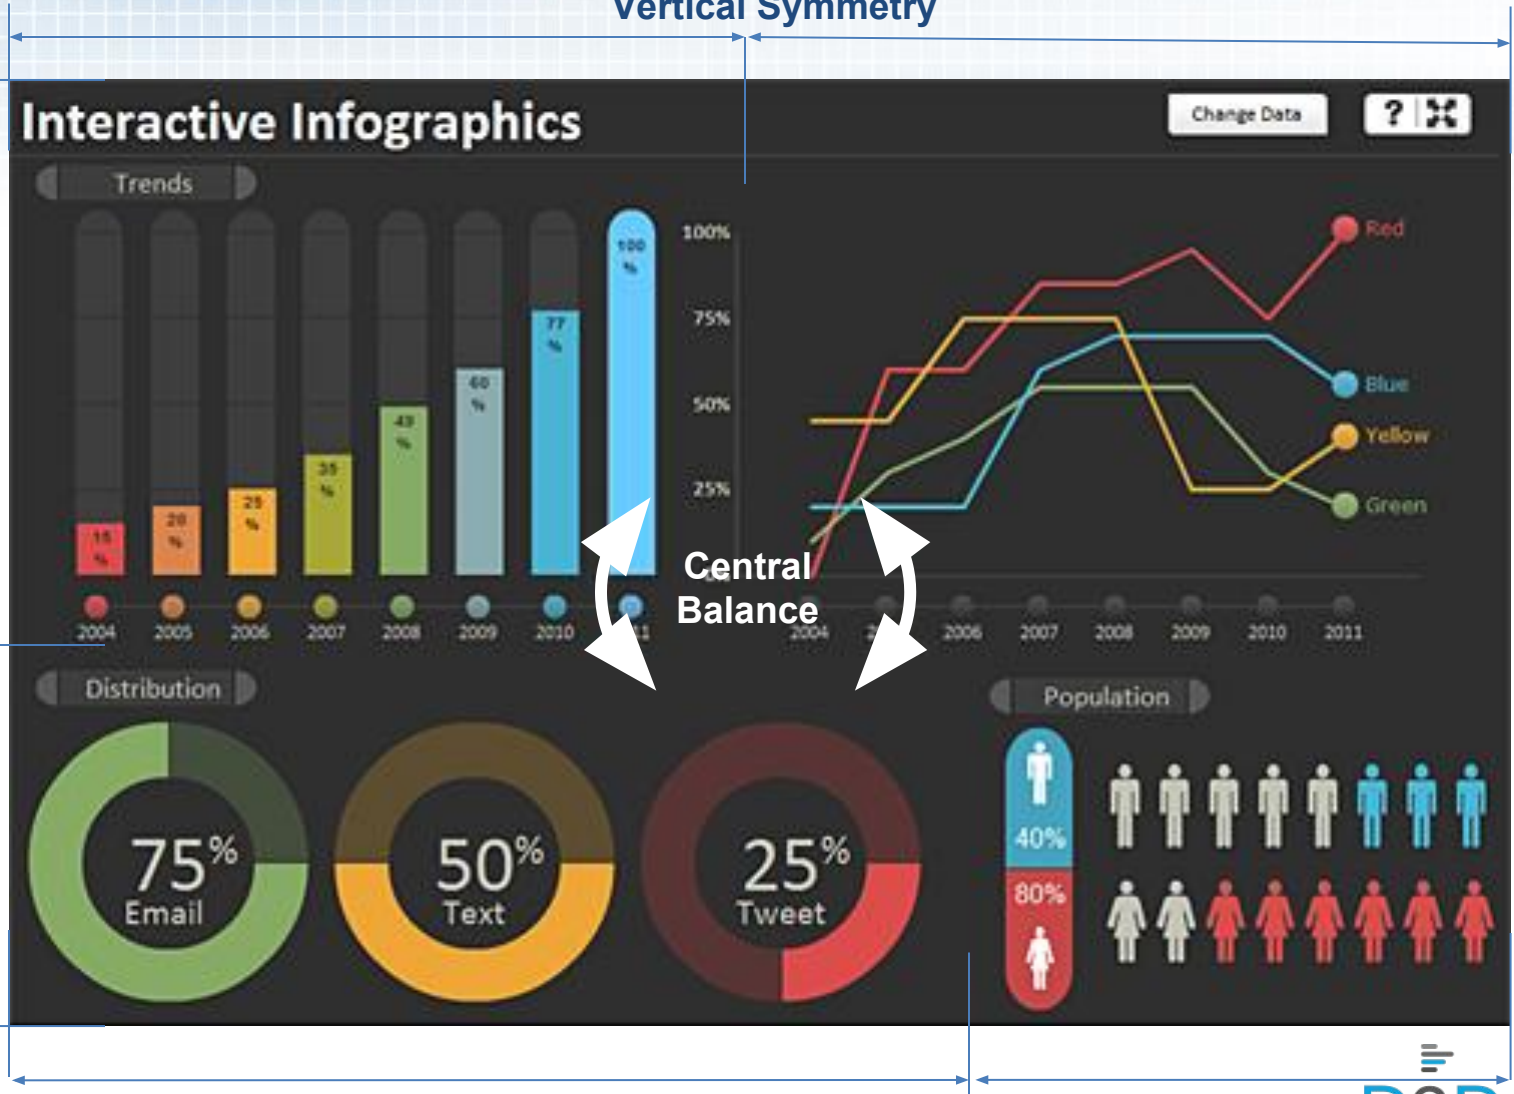 Vertical Symmetry
Interactive Infographics
Change Data
?
Trends
100%
75%
50%
25%
15
%
20
%
25
%
35
%
49
%
60
%
77
%
100
%
2004
2005
2006
2007
2008
2009
2010
Red
Blue
Yellow
Green
2004
2006
2007
2008
2009
2010
2011
Central
Balance
Distribution
75%
Email
50%
Text
25%
Tweet
Population
40%
80%